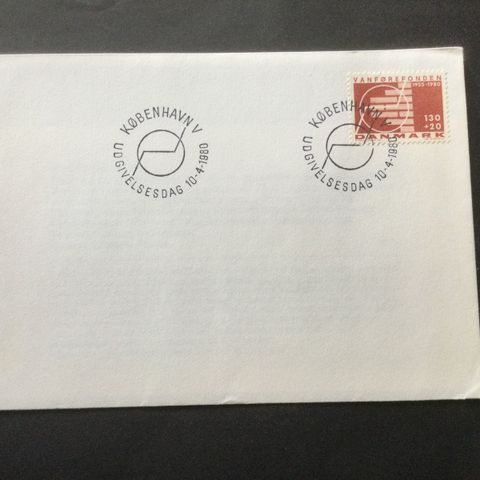 VANFØREFONDEN
1955-1980
130
+20
DANMARK
KØBENHAVN V
UDGIVELSESDAG 10-4-1980
KØBENHAVN V
UDGIVELSESDAG 10-4-1980